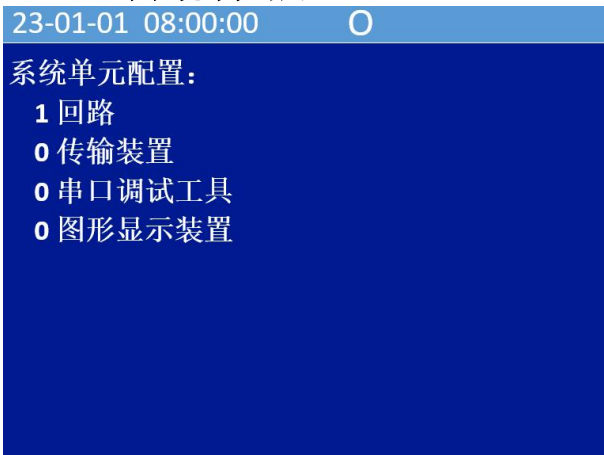 23-01-01 08:00:00 O
系统单元配置：
1 回路
0 传输装置
0 串口调试工具
0 图形显示装置